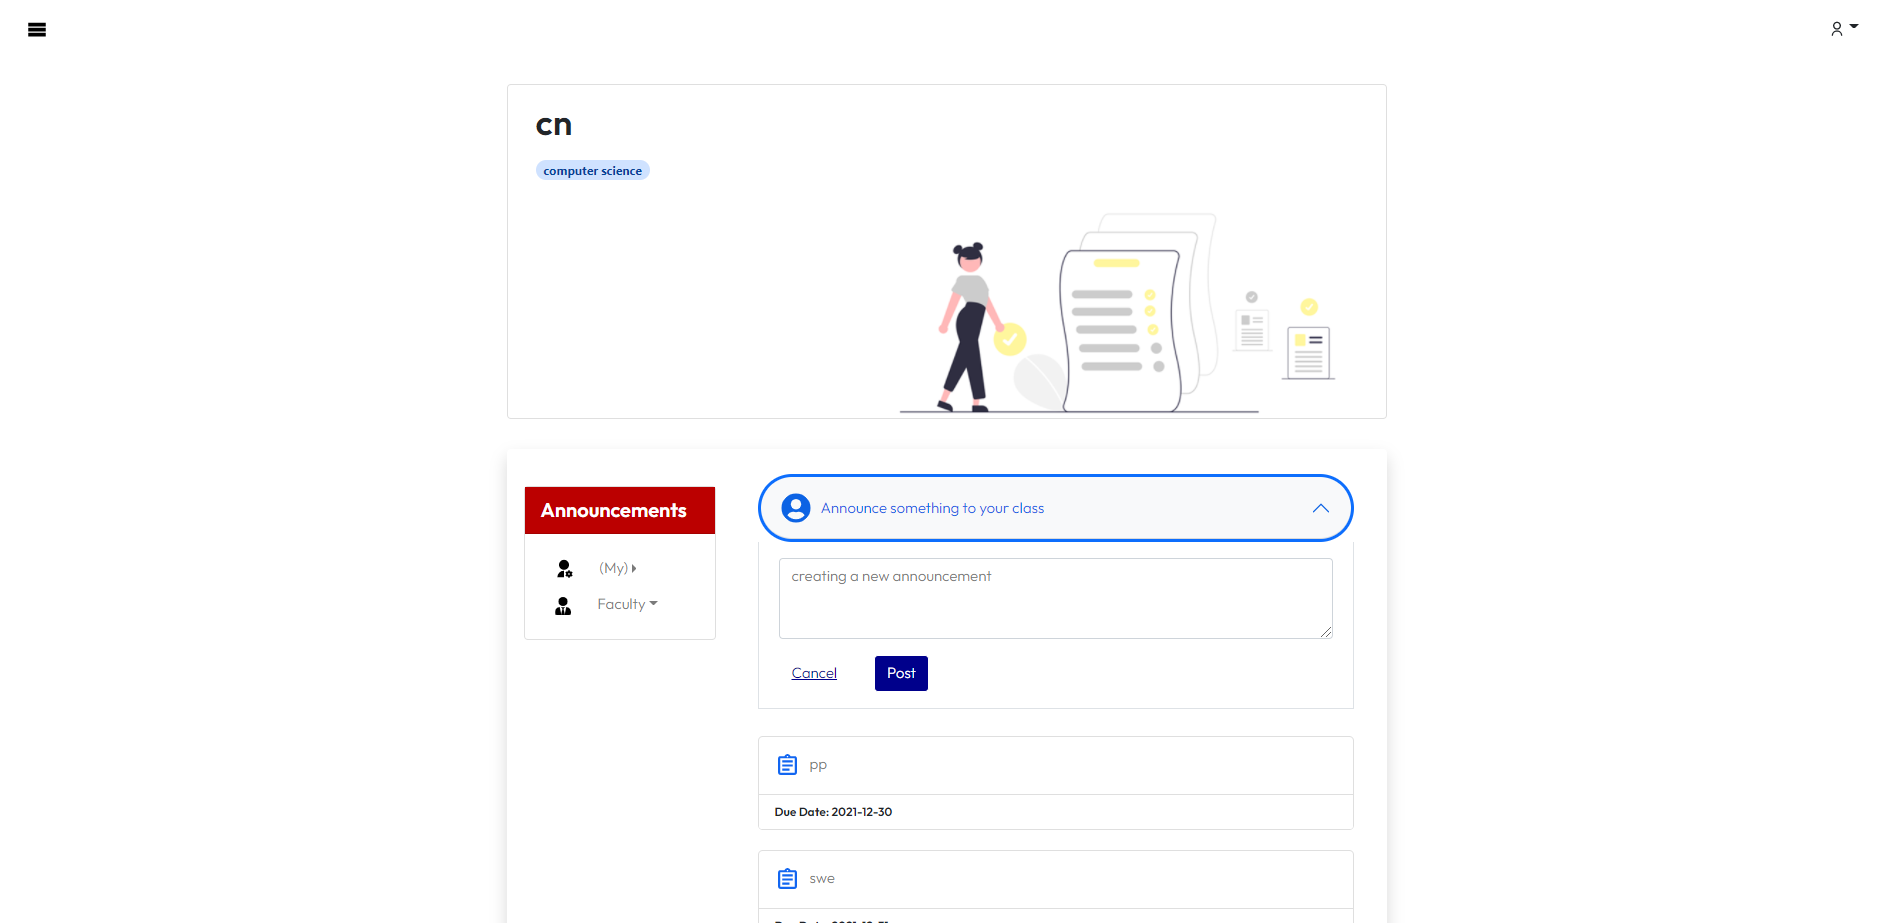 cn
computer science
Announcements
(My)
Faculty
Announce something to your class
creating a new announcement
Cancel
Post
pp
Due Date: 2021-12-30
swe